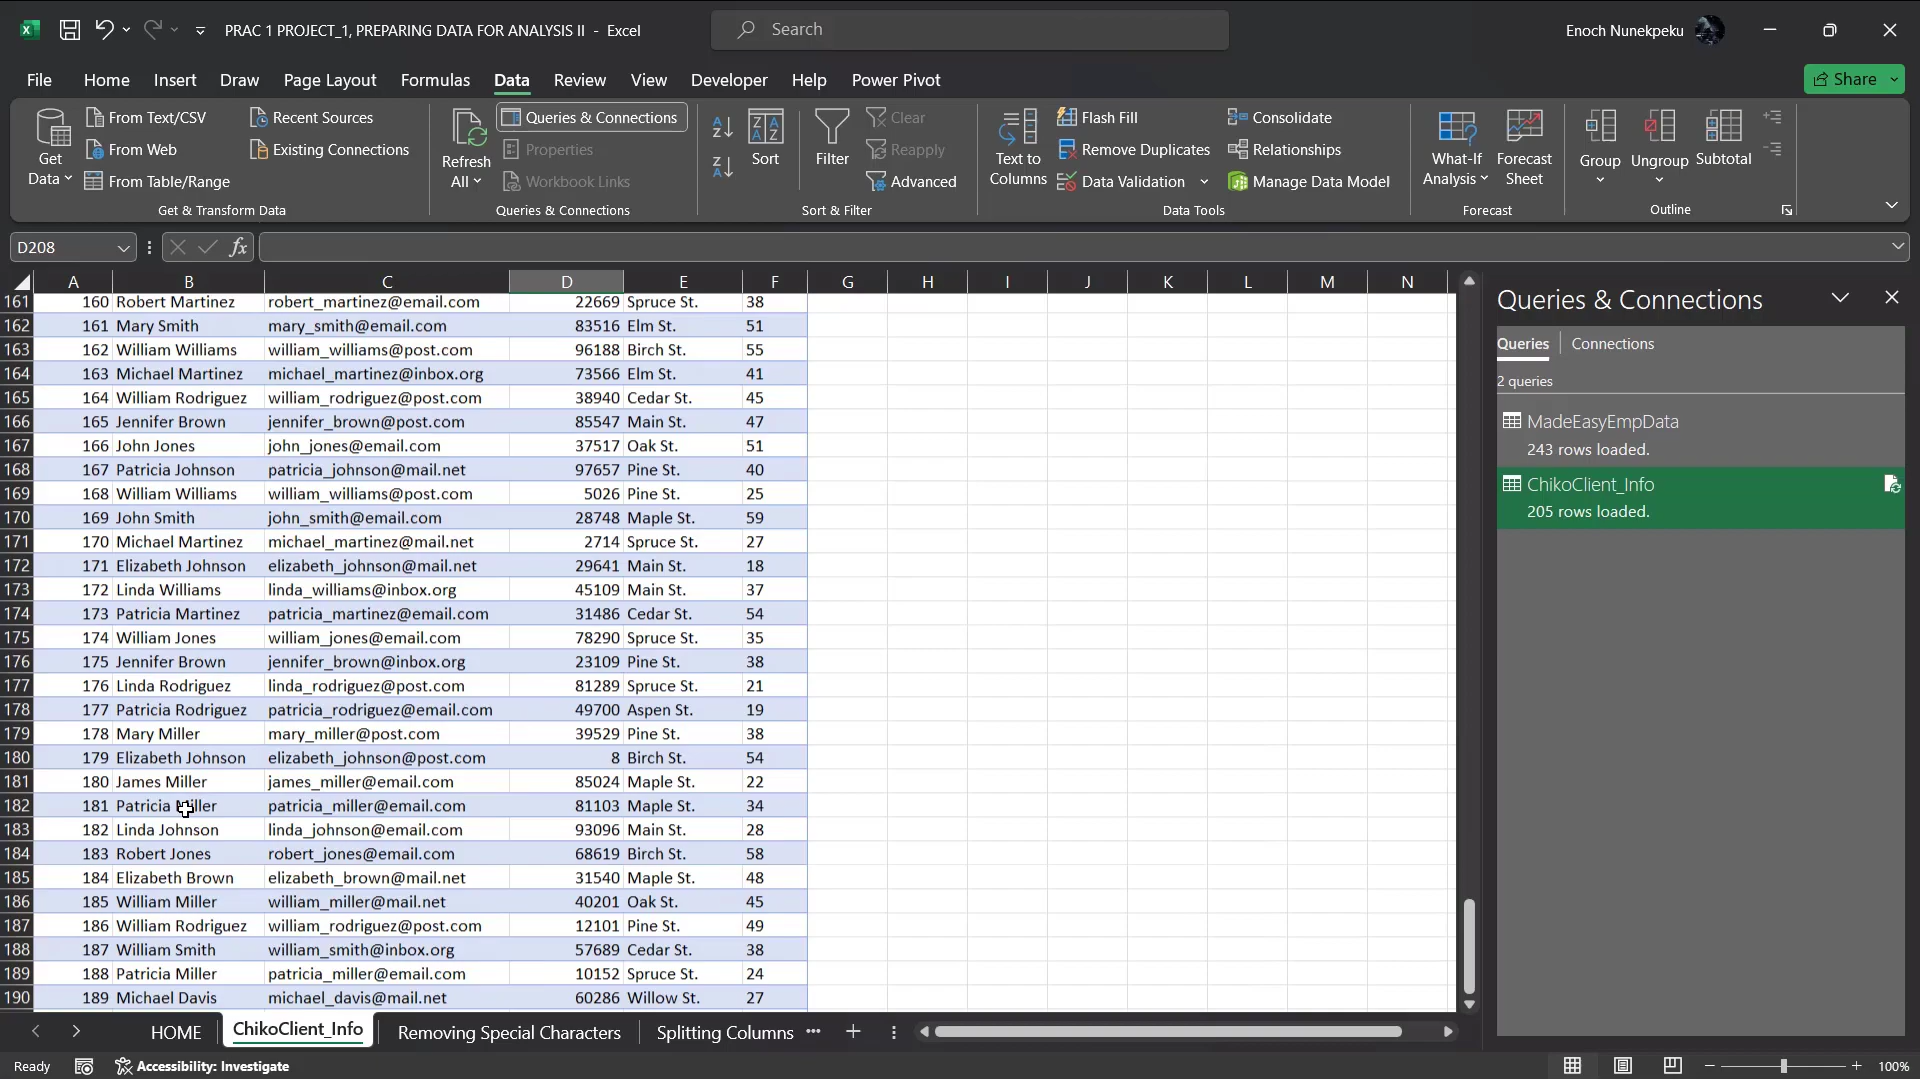 PRAC 1 PROJECT_1, PREPARING DATA FOR ANALYSIS II - Excel
Search
Enoch Nunekpeku
File Home Insert Draw Page Layout Formulas Data Review View Developer Help Power Pivot
Share
Get Data
From Text/CSV
From Web
From Table/Range
Recent Sources
Existing Connections
Get & Transform Data
Refresh All
Queries & Connections
Properties
Workbook Links
Queries & Connections
Sort
Filter
Clear
Reapply
Advanced
Sort & Filter
Text to Columns
Flash Fill
Remove Duplicates
Data Validation
Consolidate
Relationships
Manage Data Model
Data Tools
What-If Analysis
Forecast Sheet
Forecast
Group
Ungroup
Subtotal
Outline
D208
fx
A B C D E F G H I J K L M N
161 160 Robert Martinez robert_martinez@email.com 22669 Spruce St. 38
162 161 Mary Smith mary_smith@email.com 83516 Elm St. 51
163 162 William Williams william_williams@post.com 96188 Birch St. 55
164 163 Michael Martinez michael_martinez@inbox.org 73566 Elm St. 41
165 164 William Rodriguez william_rodriguez@post.com 38940 Cedar St. 45
166 165 Jennifer Brown jennifer_brown@post.com 85547 Main St. 47
167 166 John Jones john_jones@email.com 37517 Oak St. 51
168 167 Patricia Johnson patricia_johnson@mail.net 97657 Pine St. 40
169 168 William Williams william_williams@post.com 5026 Pine St. 25
170 169 John Smith john_smith@email.com 28748 Maple St. 59
171 170 Michael Martinez michael_martinez@mail.net 2714 Spruce St. 27
172 171 Elizabeth Johnson elizabeth_johnson@mail.net 29641 Main St. 18
173 172 Linda Williams linda_williams@inbox.org 45109 Main St. 37
174 173 Patricia Martinez patricia_martinez@email.com 31486 Cedar St. 54
175 174 William Jones william_jones@email.com 78290 Spruce St. 35
176 175 Jennifer Brown jennifer_brown@inbox.org 23109 Pine St. 38
177 176 Linda Rodriguez linda_rodriguez@post.com 81289 Spruce St. 21
178 177 Patricia Rodriguez patricia_rodriguez@email.com 49700 Aspen St. 19
179 178 Mary Miller mary_miller@post.com 39529 Pine St. 38
180 179 Elizabeth Johnson elizabeth_johnson@post.com 8 Birch St. 54
181 180 James Miller james_miller@email.com 85024 Maple St. 22
182 181 Patricia Miller patricia_miller@email.com 81103 Maple St. 34
183 182 Linda Johnson linda_johnson@email.com 93096 Main St. 28
184 183 Robert Jones robert_jones@email.com 68619 Birch St. 58
185 184 Elizabeth Brown elizabeth_brown@mail.net 31540 Maple St. 48
186 185 William Miller william_miller@mail.net 40201 Oak St. 45
187 186 William Rodriguez william_rodriguez@post.com 12101 Pine St. 49
188 187 William Smith william_smith@inbox.org 57689 Cedar St. 38
189 188 Patricia Miller patricia_miller@email.com 10152 Spruce St. 24
190 189 Michael Davis michael_davis@mail.net 60286 Willow St. 27
Queries & Connections
Queries Connections
2 queries
MadeEasyEmpData
243 rows loaded.
ChikoClient_Info
205 rows loaded.
HOME ChikoClient_Info Removing Special Characters Splitting Columns
Ready Accessibility: Investigate 100%